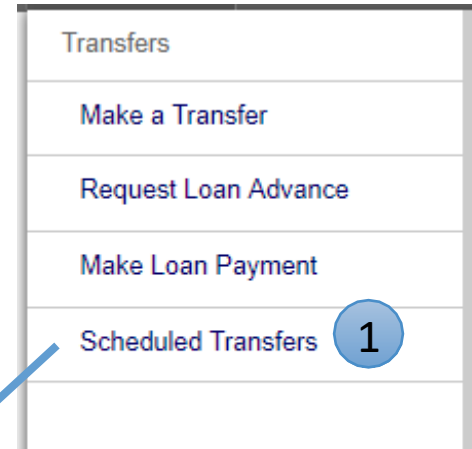 Transfers
Make a Transfer
Request Loan Advance
Make Loan Payment
Scheduled Transfers 1